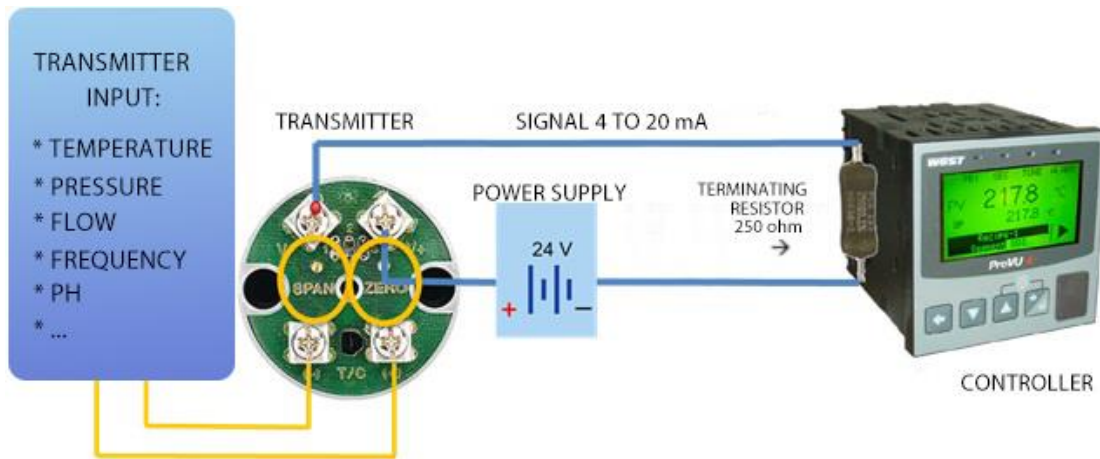 TRANSMITTER
INPUT:
* TEMPERATURE
* PRESSURE
* FLOW
* FREQUENCY
* PH
* ...
TRANSMITTER
SIGNAL 4 TO 20 mA
POWER SUPPLY
24 V
+ −
TERMINATING
RESISTOR
250 ohm
→
SPAN ZERO
(-) T/C (+)
WEST
PV 217.8 °C
SP 217.8 °C
ProVU 4
CONTROLLER